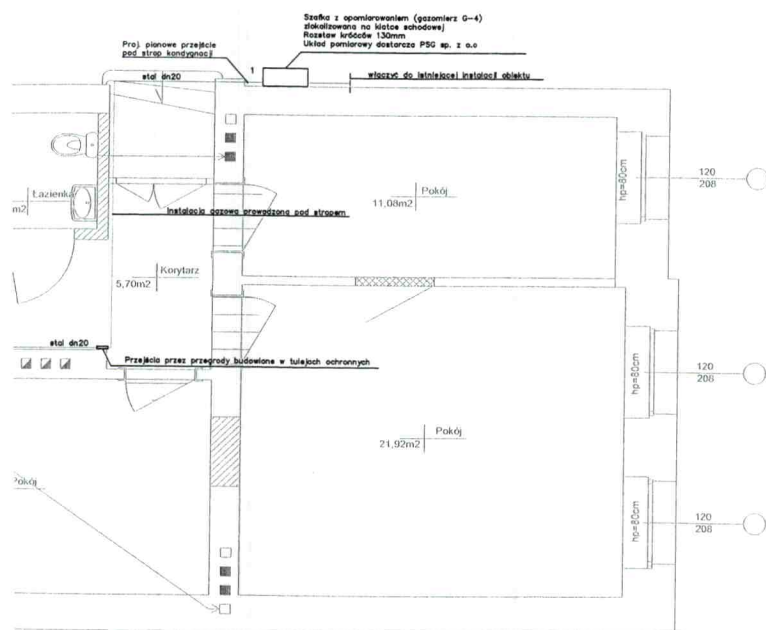 Szafka z opomiarowaniem (gazomierz G-4)
zlokalizowana na klatce schodowej
Rozstaw króćców 130mm
Układ pomiarowy dostarcza PSG sp. z o.o
Proj. pionowe przejście
pod strop kondygnacji
1
stal dn20
włączyć do istniejącej instalacji obiektu
Łazienka
m2
Pokój
11,08m2
hp=80cm
120
208
Instalacja gazowa prowadzona pod stropem
Korytarz
5,70m2
stal dn20
Przejścia przez przegrody budowlane w tulejach ochronnych
hp=80cm
120
208
Pokój
21,92m2
Pokój
hp=80cm
120
208